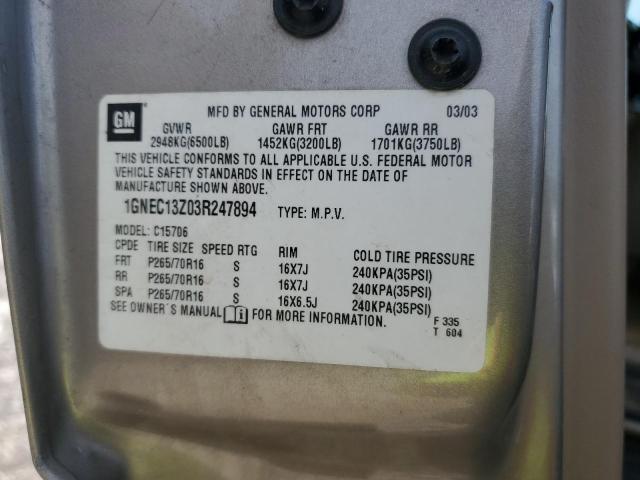 GM
MFD BY GENERAL MOTORS CORP 03/03
GVWR GAWR FRT GAWR RR
2948KG(6500LB) 1452KG(3200LB) 1701KG(3750LB)
THIS VEHICLE CONFORMS TO ALL APPLICABLE U.S. FEDERAL MOTOR
VEHICLE SAFETY STANDARDS IN EFFECT ON THE DATE OF
MANUFACTURE SHOWN ABOVE.
1GNEC13Z03R247894 TYPE: M.P.V.
MODEL: C15706
CPDE TIRE SIZE SPEED RTG RIM COLD TIRE PRESSURE
FRT P265/70R16 S 16X7J 240KPA(35PSI)
RR P265/70R16 S 16X7J 240KPA(35PSI)
SPA P265/70R16 S 16X6.5J 240KPA(35PSI)
SEE OWNER'S MANUAL FOR MORE INFORMATION.
F 335
T 604